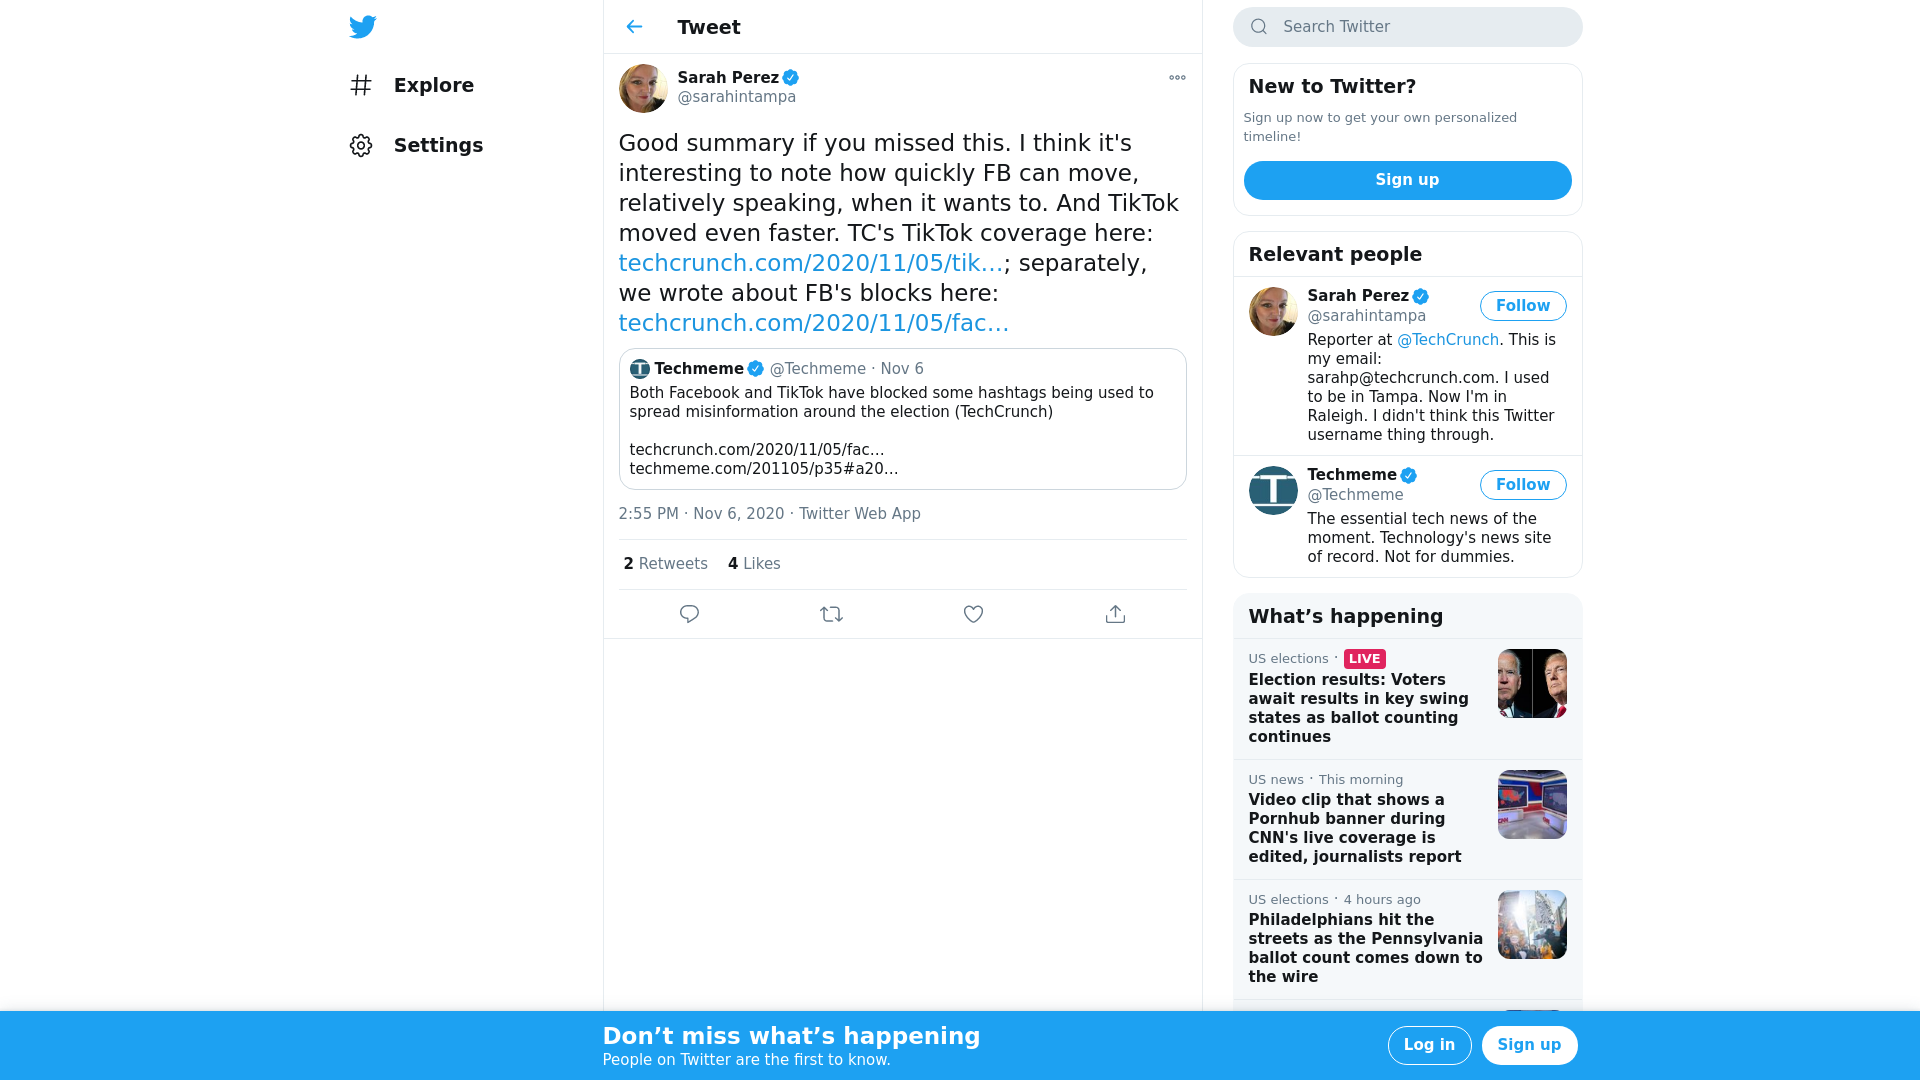 Explore
Settings
Tweet
Sarah Perez
@sarahintampa
Good summary if you missed this. I think it's
interesting to note how quickly FB can move,
relatively speaking, when it wants to. And TikTok
moved even faster. TC's TikTok coverage here:
techcrunch.com/2020/11/05/tik…; separately,
we wrote about FB's blocks here:
techcrunch.com/2020/11/05/fac…
Techmeme @Techmeme · Nov 6
Both Facebook and TikTok have blocked some hashtags being used to
spread misinformation around the election (TechCrunch)
techcrunch.com/2020/11/05/fac…
techmeme.com/201105/p35#a20…
2:55 PM · Nov 6, 2020 · Twitter Web App
2 Retweets 4 Likes
Search Twitter
New to Twitter?
Sign up now to get your own personalized
timeline!
Sign up
Relevant people
Sarah Perez
@sarahintampa
Follow
Reporter at @TechCrunch. This is
my email:
sarahp@techcrunch.com. I used
to be in Tampa. Now I'm in
Raleigh. I didn't think this Twitter
username thing through.
Techmeme
@Techmeme
Follow
The essential tech news of the
moment. Technology's news site
of record. Not for dummies.
What’s happening
US elections · LIVE
Election results: Voters
await results in key swing
states as ballot counting
continues
US news · This morning
Video clip that shows a
Pornhub banner during
CNN's live coverage is
edited, journalists report
US elections · 4 hours ago
Philadelphians hit the
streets as the Pennsylvania
ballot count comes down to
the wire
Don’t miss what’s happening
People on Twitter are the first to know.
Log in
Sign up